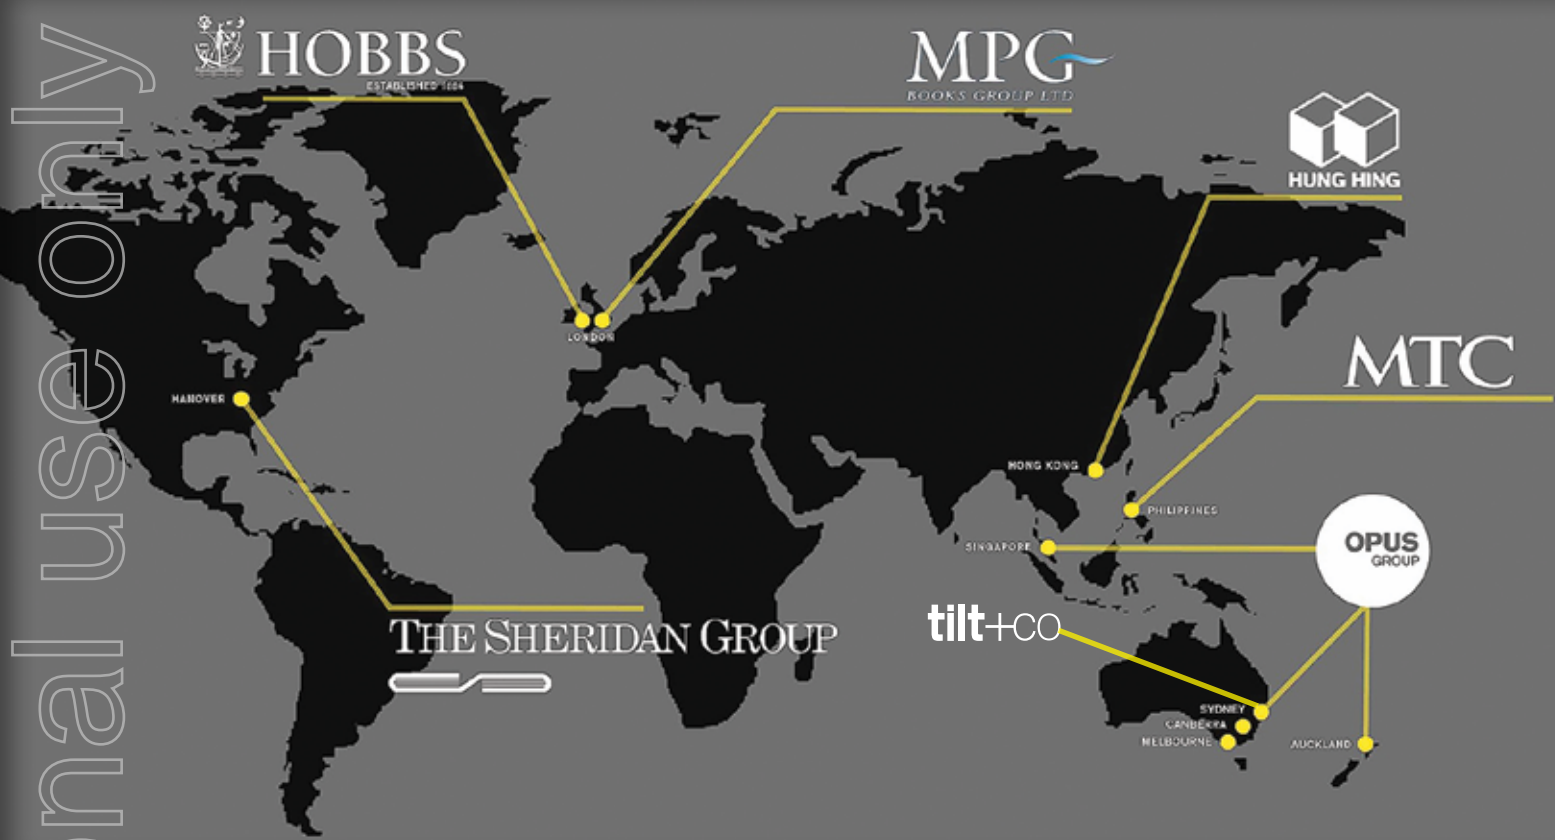 HOBBS
ESTABLISHED 1884
MPG
BOOKS GROUP LTD
HUNG HING
MTC
LONDON
HANOVER
HONG KONG
PHILIPPINES
SINGAPORE
OPUS
GROUP
tilt+co
THE SHERIDAN GROUP
SYDNEY
CANBERRA
MELBOURNE
AUCKLAND
onal use only